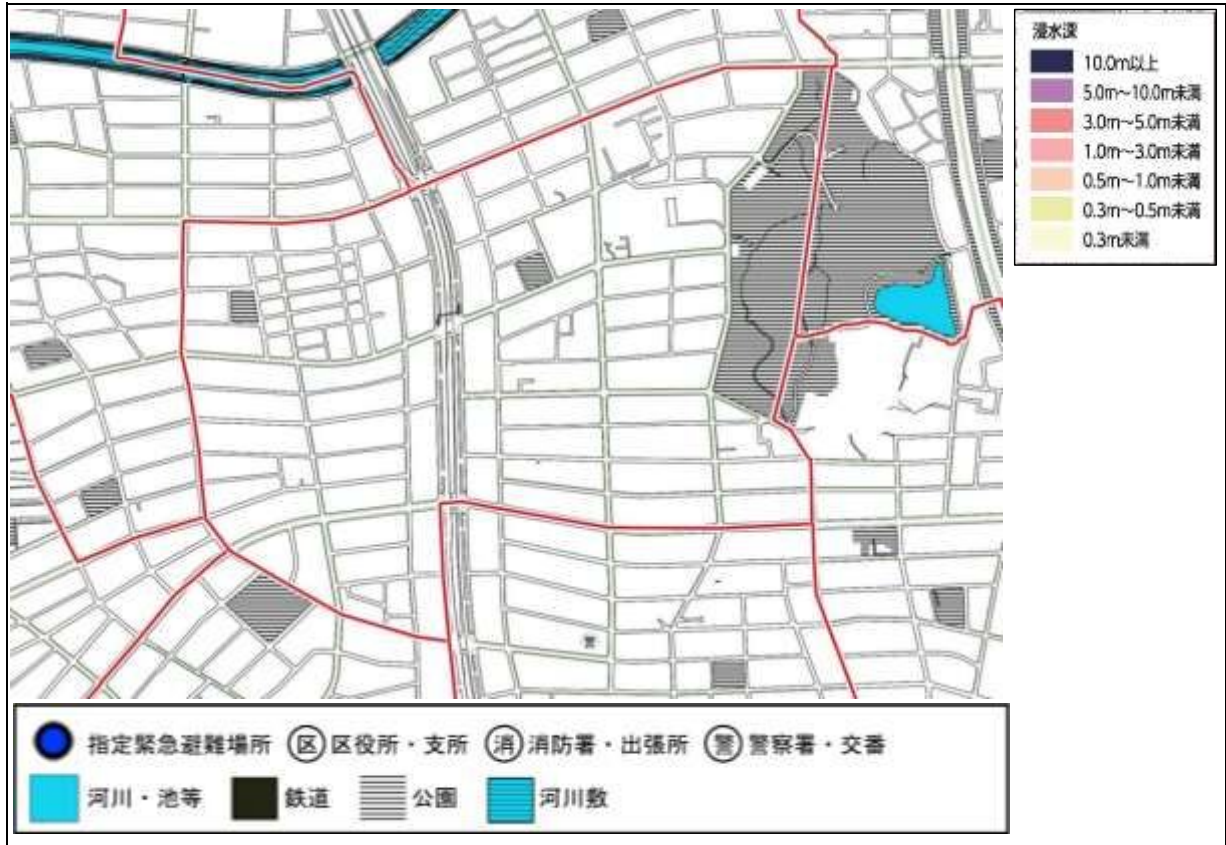 浸水深
10.0m以上
5.0m～10.0m未満
3.0m～5.0m未満
1.0m～3.0m未満
0.5m～1.0m未満
0.3m～0.5m未満
0.3m未満
警
指定緊急避難場所 区 区役所・支所 消 消防署・出張所 警 警察署・交番
河川・池等 鉄道 公園 河川敷